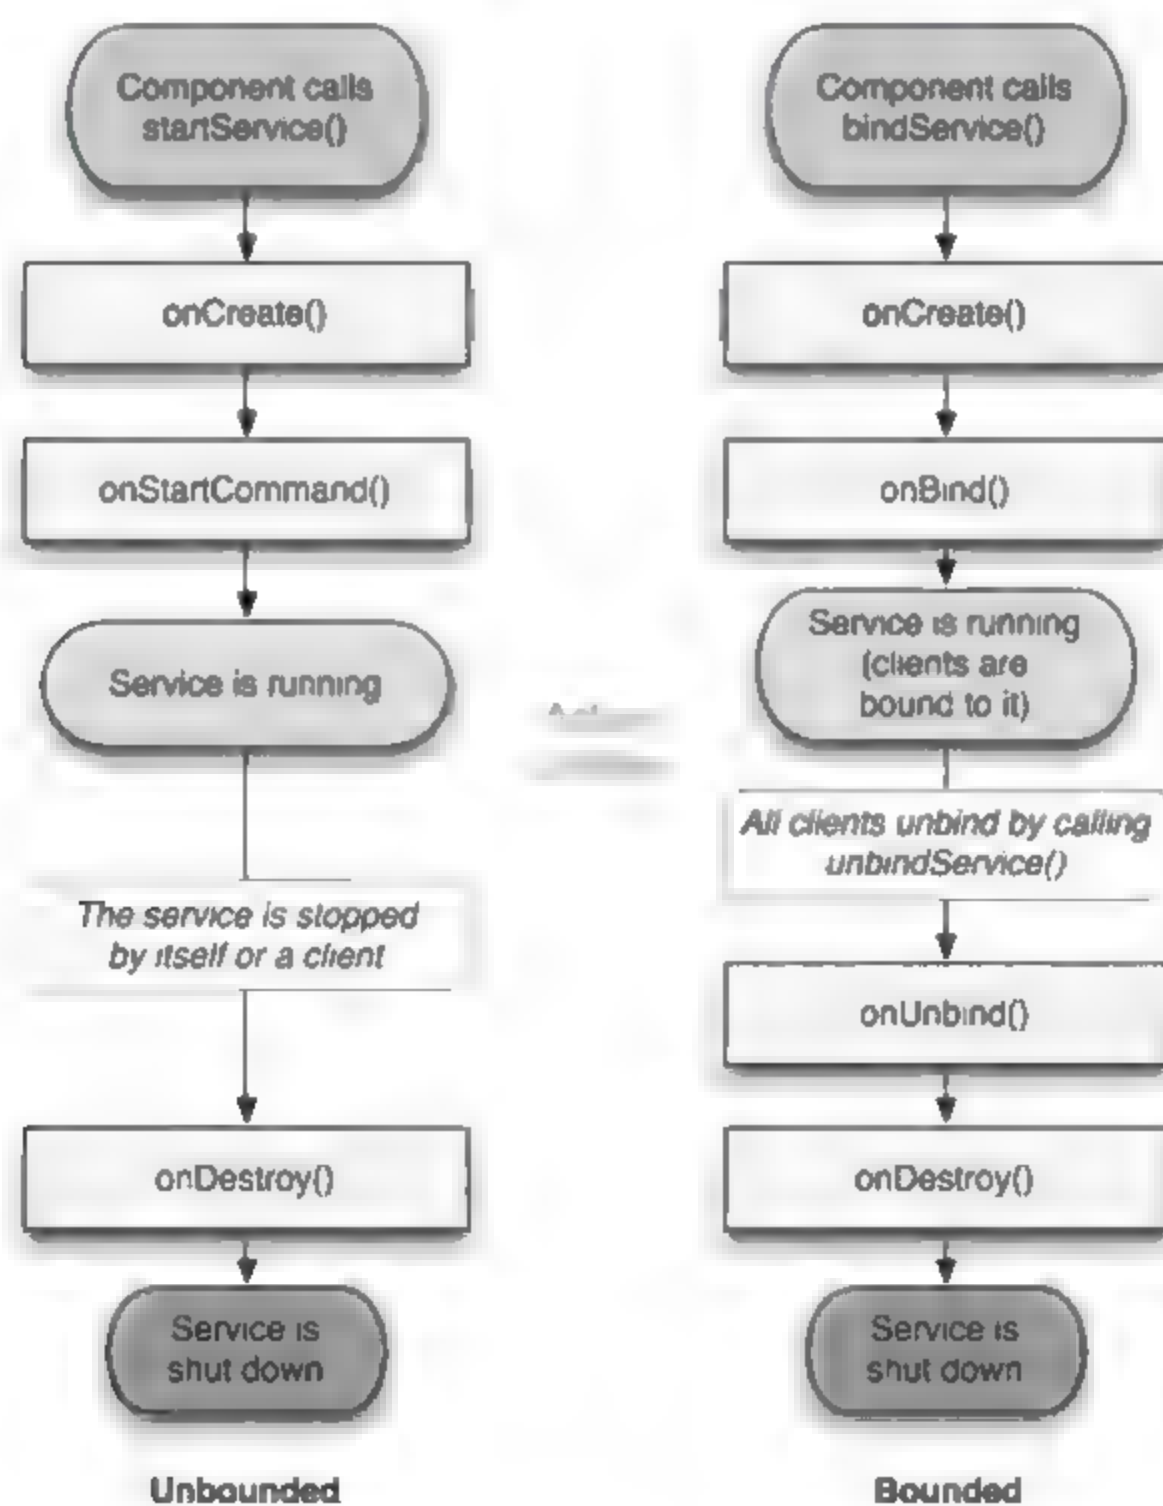 Component calls
startService()
onCreate()
onStartCommand()
Service is running
The service is stopped
by itself or a client
onDestroy()
Service is
shut down
Unbounded
Component calls
bindService()
onCreate()
onBind()
Service is running
(clients are
bound to it)
All clients unbind by calling
unbindService()
onUnbind()
onDestroy()
Service is
shut down
Bounded